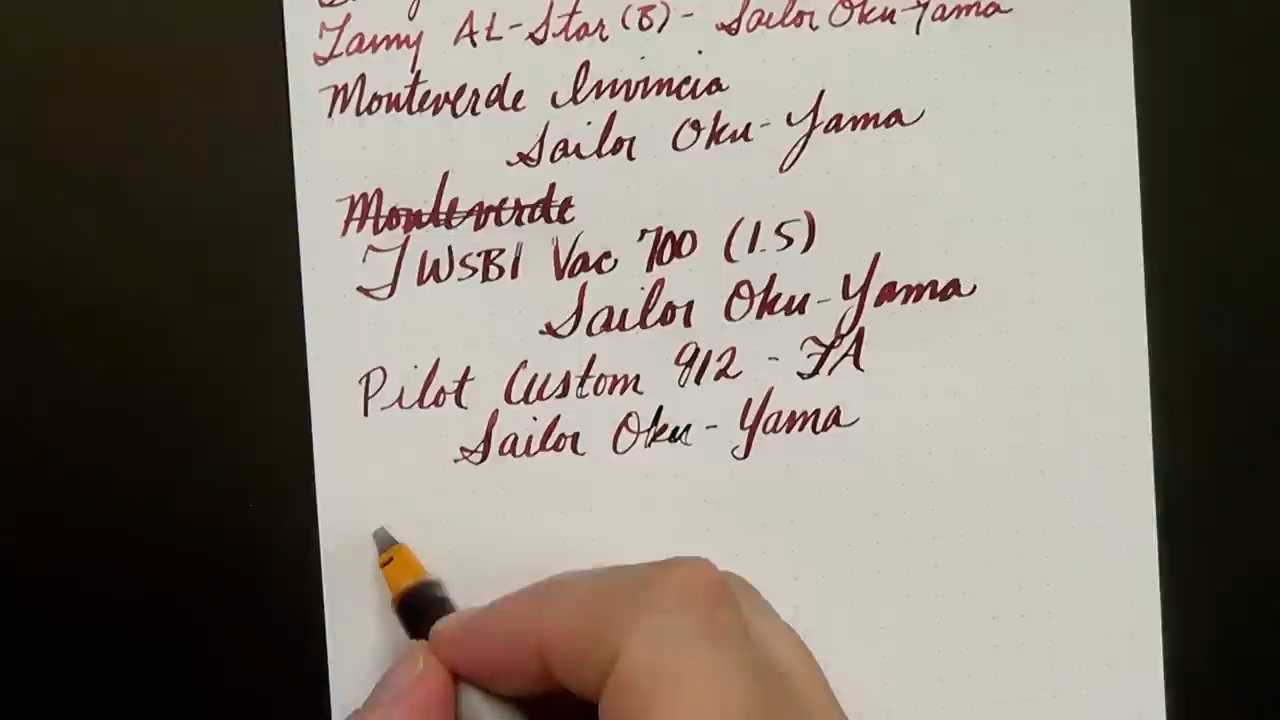 Lamy AL-Star (B) - Sailor Oku-Yama
Monteverde Invincia
Sailor Oku-Yama
Monteverde
TWSBI Vac 700 (1.5)
Sailor Oku-Yama
Pilot Custom 912 - FA
Sailor Oku-Yama